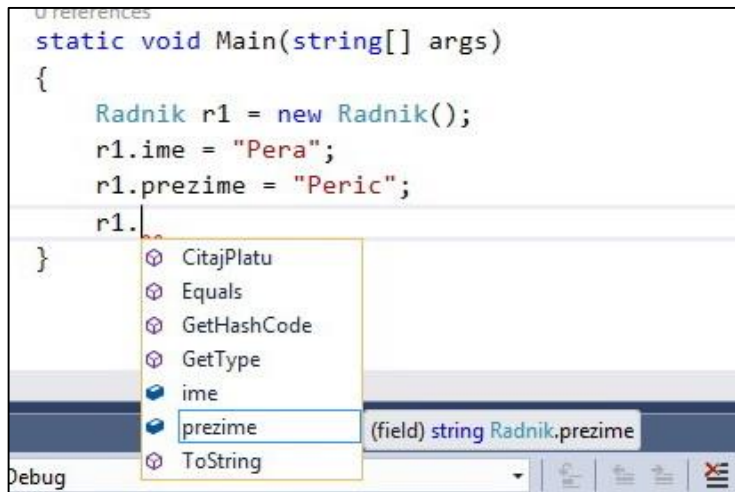 0 references
static void Main(string[] args)
{
Radnik r1 = new Radnik();
r1.ime = "Pera";
r1.prezime = "Peric";
r1.
}
CitajPlatu
Equals
GetHashCode
GetType
ime
prezime (field) string Radnik.prezime
ToString
Debug